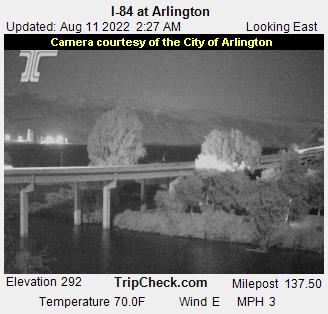 I-84 at Arlington
Updated: Aug 11 2022 2:27 AM Looking East
Camera courtesy of the City of Arlington
Elevation 292 TripCheck.com Milepost 137.50
Temperature 70.0F Wind E MPH 3